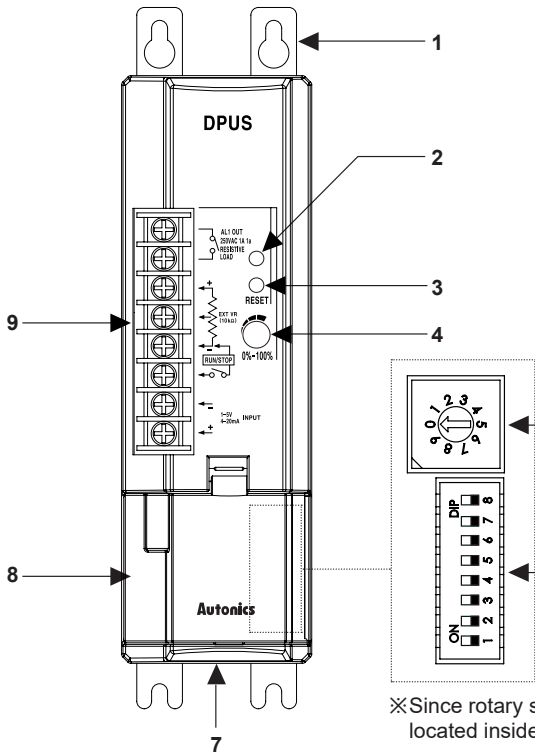 1
DPUS
2
AL1 OUT
250VAC 1A 1a
RESISTIVE
LOAD
3
RESET
+
EXT VR
(10kΩ)
4
9
0%-100%
-
RUN/STOP
-
1-5V
4-20mA INPUT
+
0 1 2 3 4 5 6 7 8 9
DIP
8
7
6
5
4
3
2
ON
1
8
Autonics
7
※Since rotary s
located inside